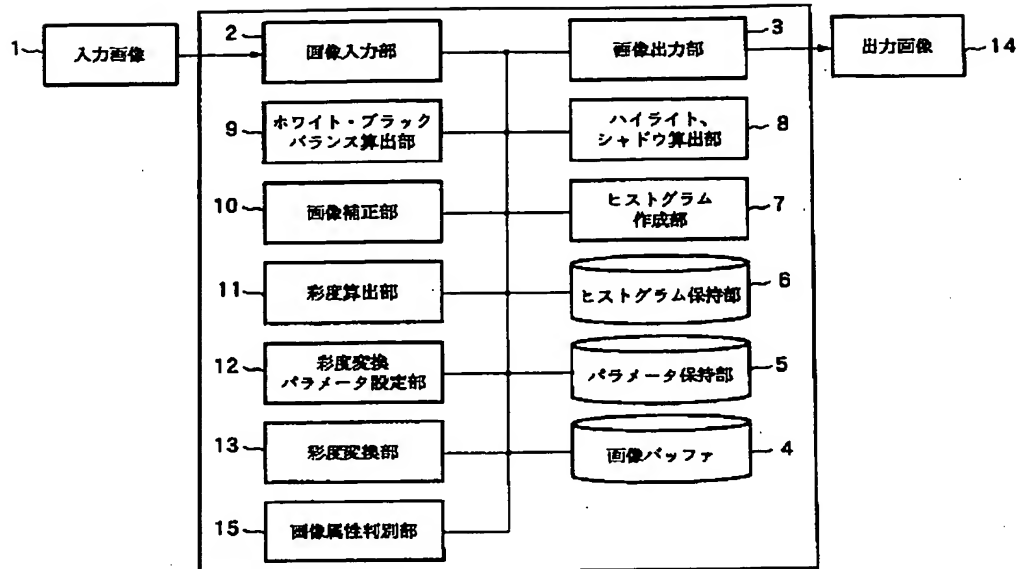 1
入力画像
2
画像入力部
3
画像出力部
出力画像
14
9
ホワイト・ブラック
バランス算出部
ハイライト、
シャドウ算出部
8
10
画像補正部
ヒストグラム
作成部
7
11
彩度算出部
ヒストグラム保持部
6
12
彩度変換
パラメータ設定部
パラメータ保持部
5
13
彩度変換部
画像バッファ
4
15
画像属性判別部